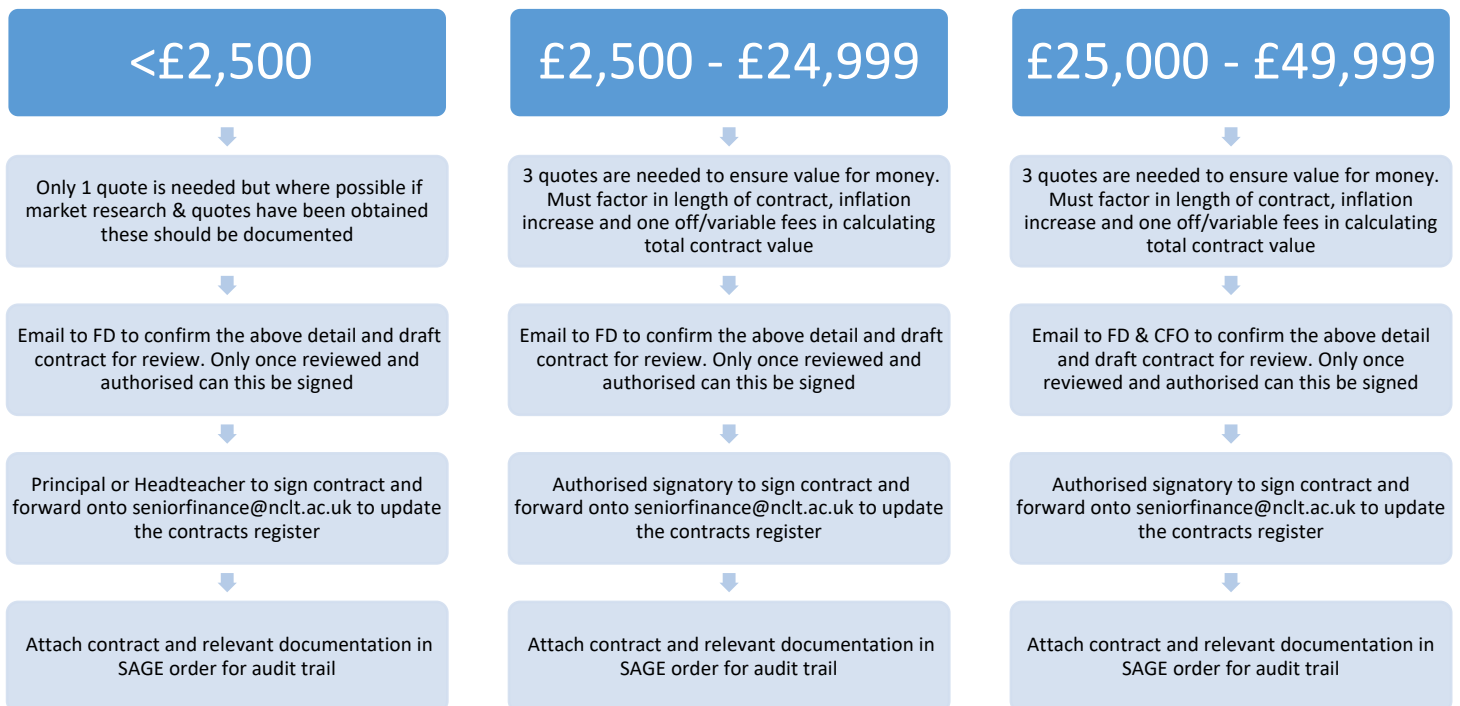 <£2,500
Only 1 quote is needed but where possible if
market research & quotes have been obtained
these should be documented
Email to FD to confirm the above detail and draft
contract for review. Only once reviewed and
authorised can this be signed
Principal or Headteacher to sign contract and
forward onto seniorfinance@nclt.ac.uk to update
the contracts register
Attach contract and relevant documentation in
SAGE order for audit trail
£2,500 - £24,999
3 quotes are needed to ensure value for money.
Must factor in length of contract, inflation
increase and one off/variable fees in calculating
total contract value
Email to FD to confirm the above detail and draft
contract for review. Only once reviewed and
authorised can this be signed
Authorised signatory to sign contract and
forward onto seniorfinance@nclt.ac.uk to update
the contracts register
Attach contract and relevant documentation in
SAGE order for audit trail
£25,000 - £49,999
3 quotes are needed to ensure value for money.
Must factor in length of contract, inflation
increase and one off/variable fees in calculating
total contract value
Email to FD & CFO to confirm the above detail
and draft contract for review. Only once
reviewed and authorised can this be signed
Authorised signatory to sign contract and
forward onto seniorfinance@nclt.ac.uk to update
the contracts register
Attach contract and relevant documentation in
SAGE order for audit trail